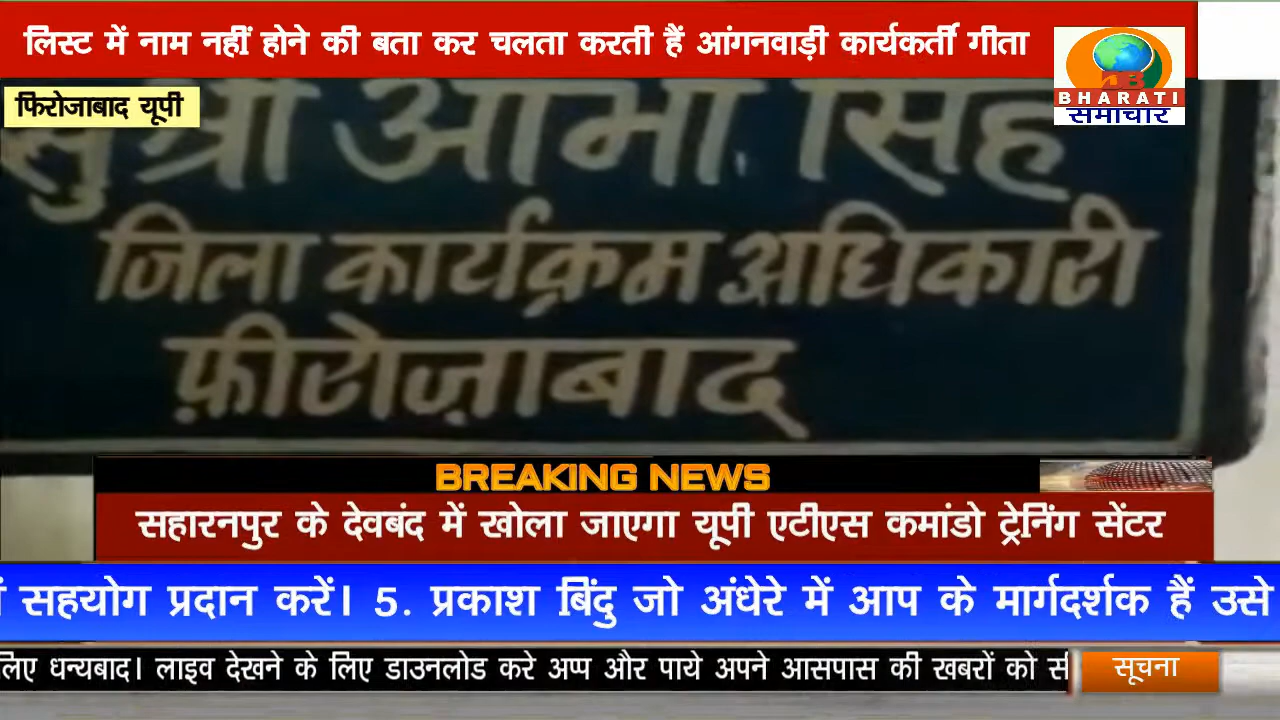 लिस्ट में नाम नहीं होने की बता कर चलता करती हैं आंगनवाड़ी कार्यकर्ती गीता
BHARATI
समाचार
फिरोजाबाद यूपी
सुश्री आभा सिंह
जिला कार्यक्रम अधिकारी
फ़ीरोज़ाबाद
BREAKING NEWS
सहारनपुर के देवबंद में खोला जाएगा यूपी एटीएस कमांडो ट्रेनिंग सेंटर
सहयोग प्रदान करें। 5. प्रकाश बिंदु जो अंधेरे में आप के मार्गदर्शक हैं उसे
लिए धन्यबाद। लाइव देखने के लिए डाउनलोड करे अप्प और पाये अपने आसपास की खबरों को
सूचना